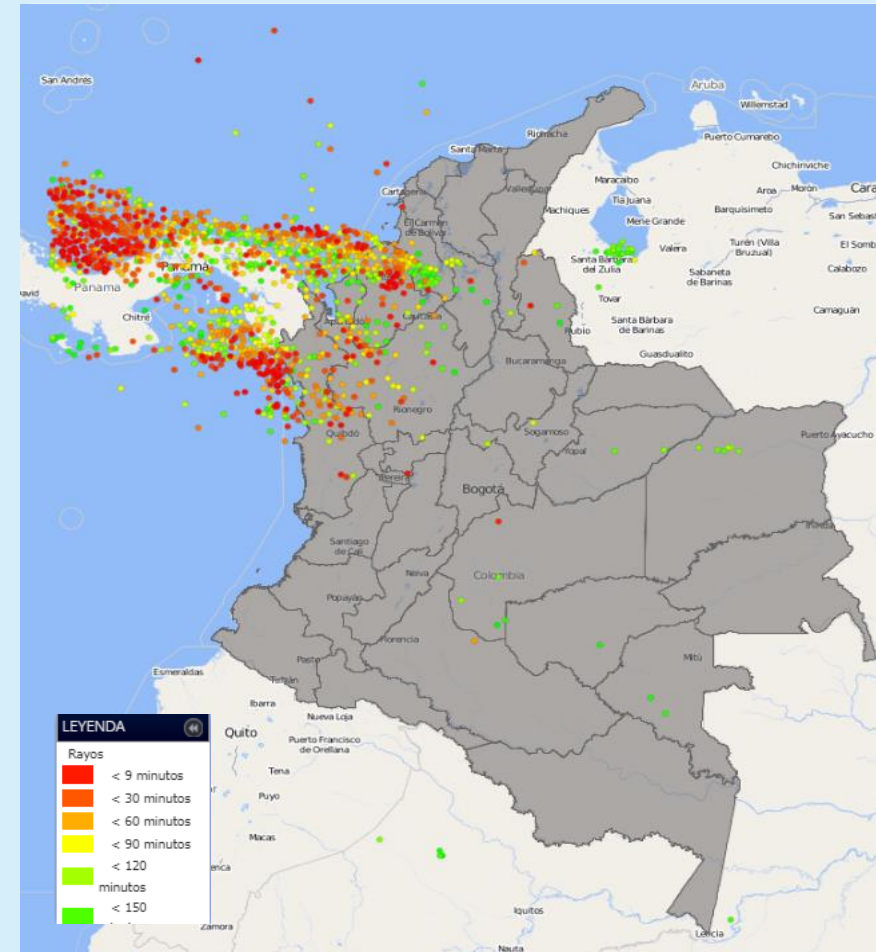 San Andrés
Aruba
Willemstad
Riohacha
Puerto Cumarebo
Santa Marta
Chichiriviche
Maracaibo
Cartagena
Valledupar
Tía Juana
Aroa
Morón
Cara
Machiques
Barquisimeto
El Carmen
de Bolívar
Mene Grande
San Sebast
Valera
Turén (Villa
Bruzual)
El Somb
Santa Bárbara
del Zulia
Panamá
Sabaneta
de Barinas
Calabozo
David
Panama
Tovar
Camaguán
Chitré
Santa Bárbara
de Barinas
Apartadó
Caucasia
Rubio
Guasdualito
Bucaramanga
Rionegro
Quibdó
Sogamoso
Puerto Ayacucho
Yopal
Pereira
Bogotá
Santiago
de Cali
Neiva
Colombia
Popayán
Florencia
Mitú
Pasto
Esmeraldas
Ibarra
Nueva Loja
Quito
Puerto Francisco
de Orellana
Tena
Puyo
Macas
enca
Zamora
Iquitos
Nauta
Leticia
LEYENDA
Rayos
< 9 minutos
< 30 minutos
< 60 minutos
< 90 minutos
< 120
minutos
< 150